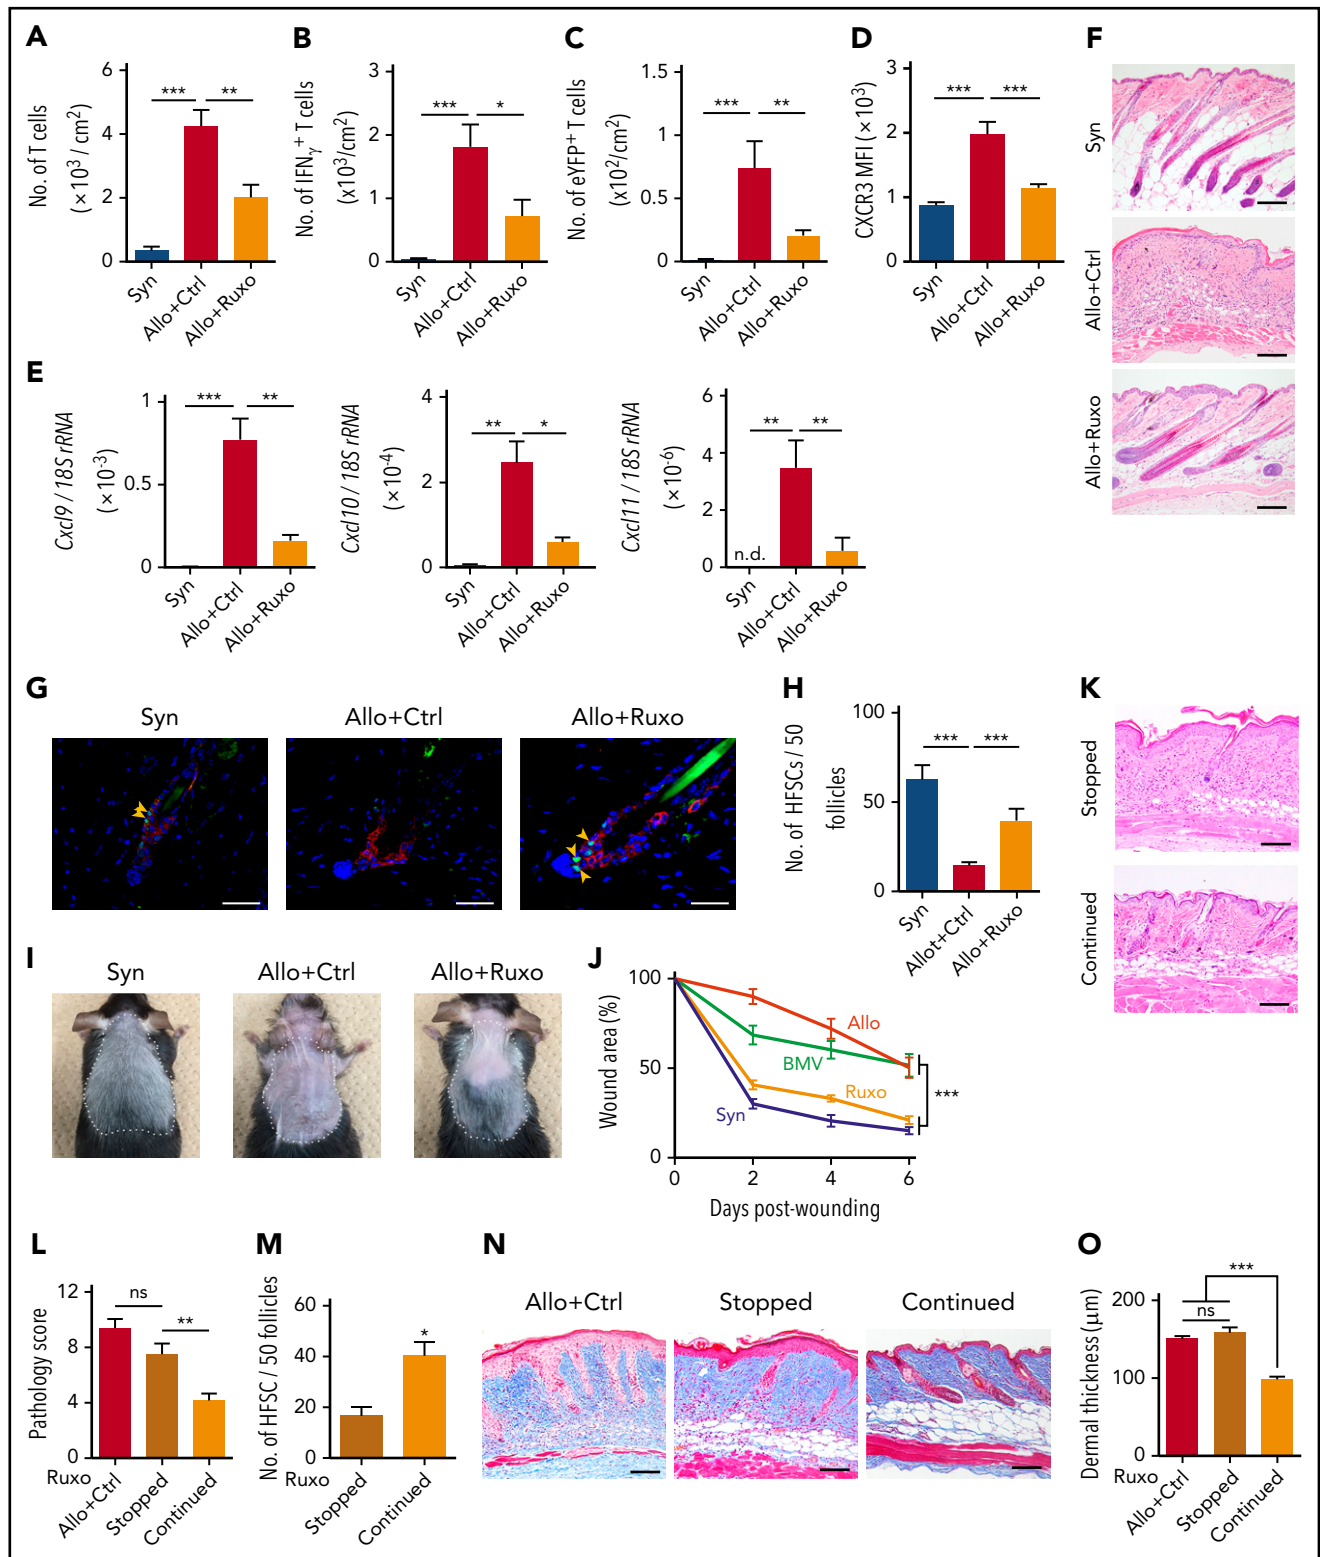 A
No. of T cells
(×10³ / cm²)
6
4
2
0
***
**
Syn
Allo+Ctrl
Allo+Ruxo
B
No. of IFNγ⁺ T cells
(x10³/cm²)
3
2
1
0
***
*
Syn
Allo+Ctrl
Allo+Ruxo
C
No. of eYFP⁺ T cells
(x10²/cm²)
1.5
1
0.5
0
***
**
Syn
Allo+Ctrl
Allo+Ruxo
D
CXCR3 MFI (×10³)
3
2
1
0
***
***
Syn
Allo+Ctrl
Allo+Ruxo
E
Cxcl9 / 18S rRNA
(×10⁻³)
1
0.5
0
***
**
Syn
Allo+Ctrl
Allo+Ruxo
Cxcl10 / 18S rRNA
(×10⁻⁴)
4
2
0
**
*
Syn
Allo+Ctrl
Allo+Ruxo
Cxcl11 / 18S rRNA
(×10⁻⁶)
6
4
2
0
**
**
n.d.
Syn
Allo+Ctrl
Allo+Ruxo
F
Syn
Allo+Ctrl
Allo+Ruxo
G
Syn
Allo+Ctrl
Allo+Ruxo
H
No. of HFSCs / 50
follicles
100
50
0
***
***
Syn
Allot+Ctrl
Allo+Ruxo
I
Syn
Allo+Ctrl
Allo+Ruxo
J
Wound area (%)
100
50
0
Allo
BMV
Ruxo
Syn
***
0
2
4
6
Days post-wounding
K
Stopped
Continued
L
Pathology score
12
8
4
0
ns
**
Ruxo
Allo+Ctrl
Stopped
Continued
M
No. of HFSC / 50 follicles
60
40
20
0
*
Ruxo
Stopped
Continued
N
Allo+Ctrl
Stopped
Continued
O
Dermal thickness (μm)
200
100
0
***
ns
Ruxo
Allo+Ctrl
Stopped
Continued